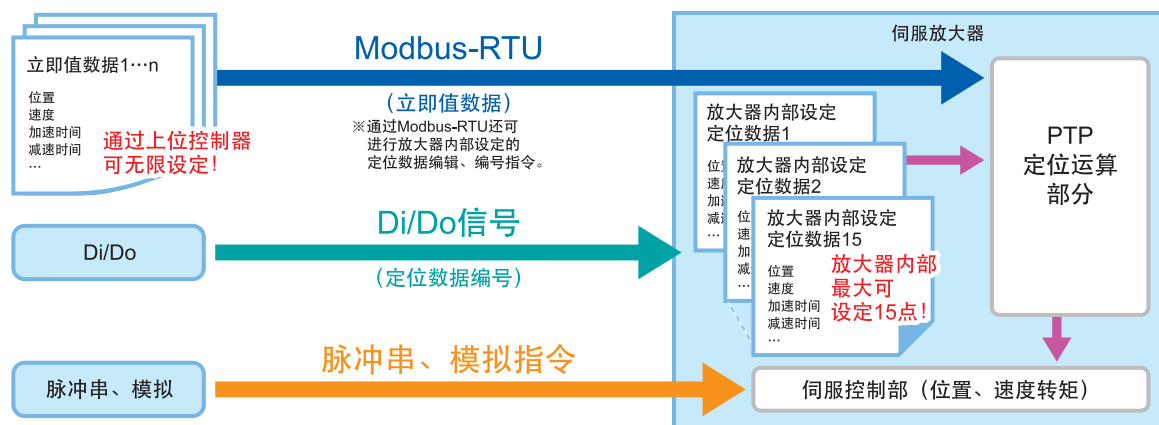 立即值数据1…n
位置
速度
加速时间
减速时间
…
通过上位控制器
可无限设定！
Modbus-RTU
（立即值数据）
※通过Modbus-RTU还可
进行放大器内部设定的
定位数据编辑、编号指令。
伺服放大器
放大器内部设定
定位数据1
位
速
加
减
…
放大器内部设定
定位数据2
位
速
加
减
…
放大器内部设定
定位数据15
位置
速度
加速时间
减速时间
…
放大器内部
最大可
设定15点！
PTP
定位运算
部分
Di/Do
Di/Do信号
（定位数据编号）
脉冲串、模拟
脉冲串、模拟指令
伺服控制部（位置、速度转矩）